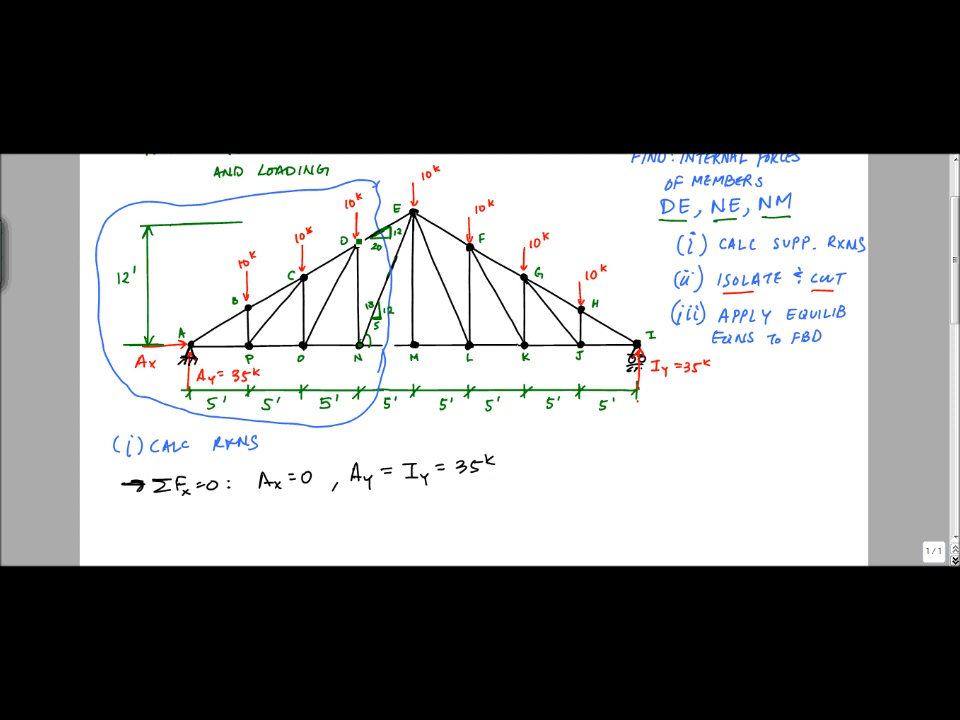 AND LOADING
FIND: INTERNAL FORCES
OF MEMBERS
DE, NE, NM
(i) CALC SUPP. RXNS
(ii) ISOLATE & CUT
(iii) APPLY EQUILIB
EQNS TO FBD
10k
E
10k
10k
D
12
20
F
10k
10k
C
G
10k
10k
12'
B
H
13
12
5
A
I
Ax
P
O
N
M
L
K
J
Ay = 35k
Iy = 35k
5' 5' 5' 5' 5' 5' 5' 5'
(i) CALC RXNS
→ ΣFx=0: Ax=0, Ay = Iy = 35k
1/1